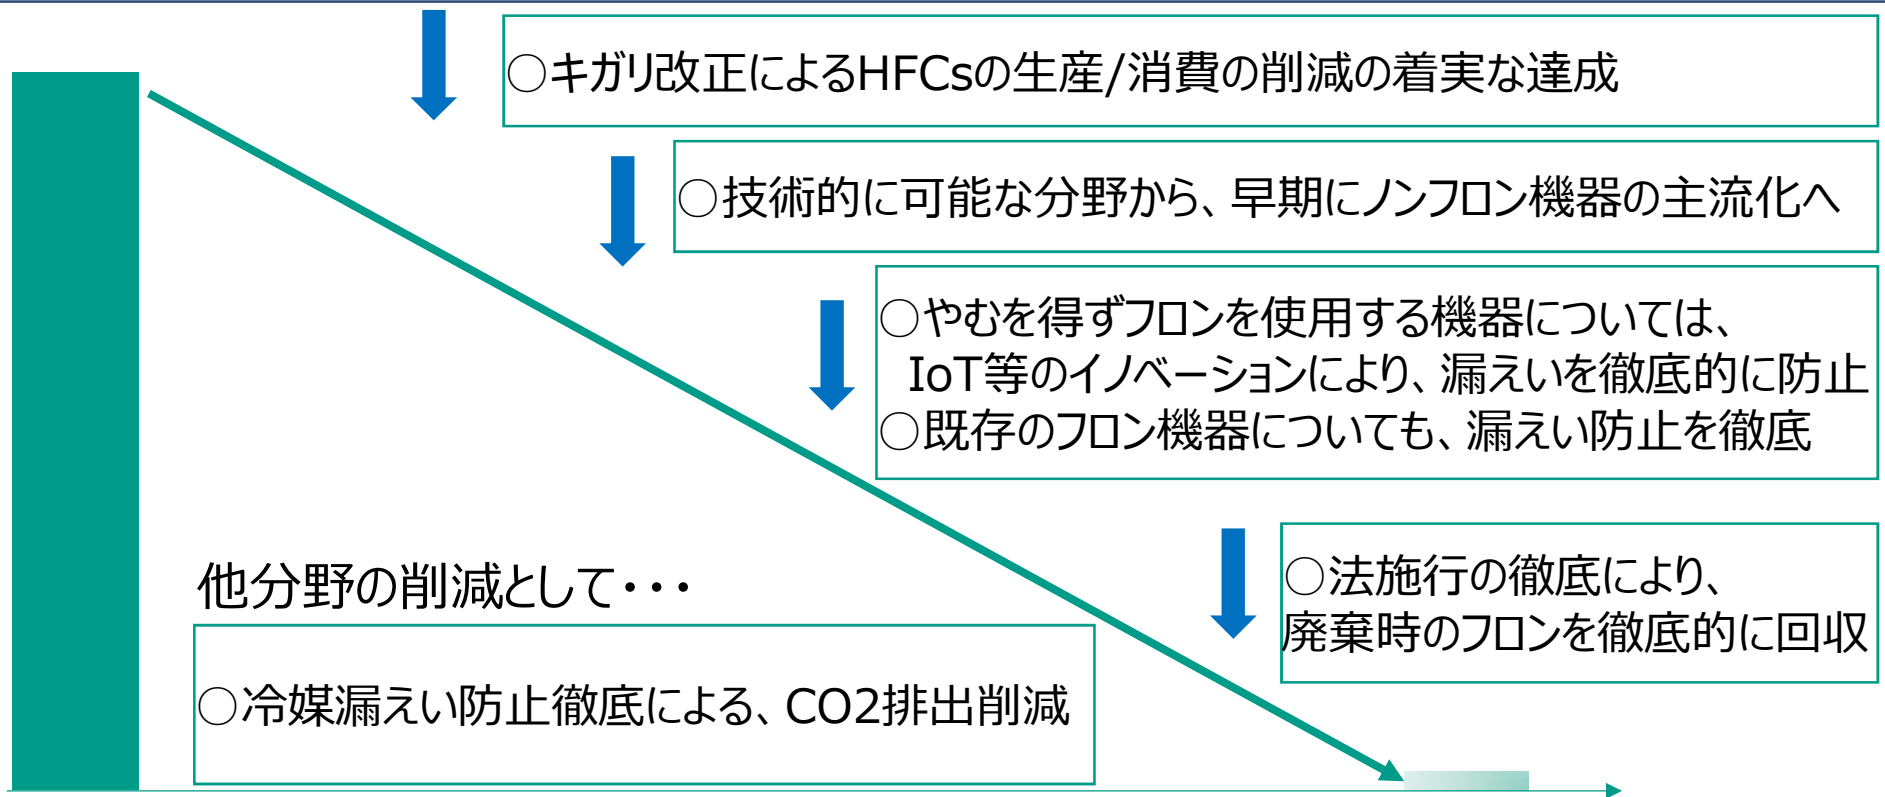 ○キガリ改正によるHFCsの生産/消費の削減の着実な達成
○技術的に可能な分野から、早期にノンフロン機器の主流化へ
○やむを得ずフロンを使用する機器については、
IoT等のイノベーションにより、漏えいを徹底的に防止
○既存のフロン機器についても、漏えい防止を徹底
○法施行の徹底により、
廃棄時のフロンを徹底的に回収
他分野の削減として・・・
○冷媒漏えい防止徹底による、CO2排出削減